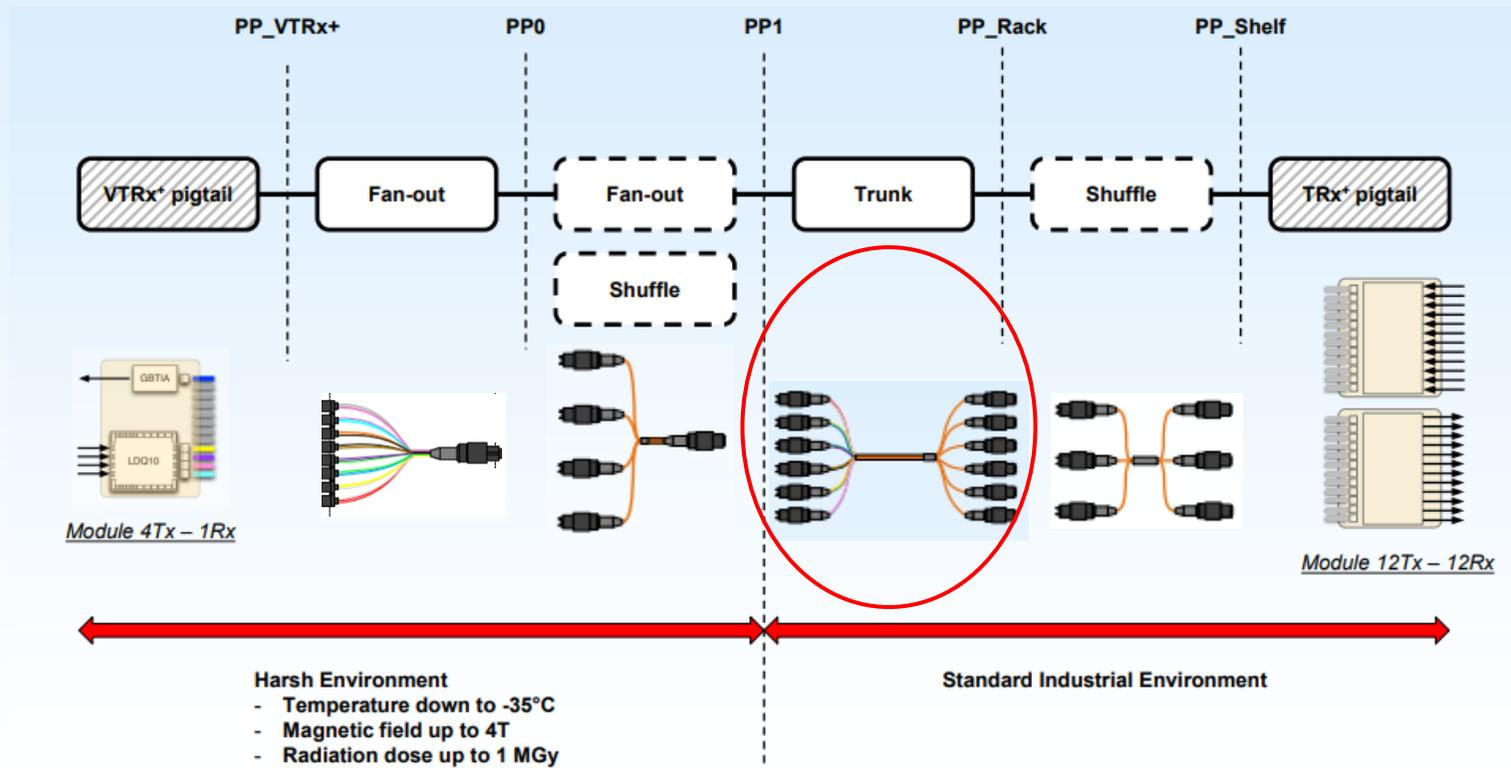 PP_VTRx+
PP0
PP1
PP_Rack
PP_Shelf
VTRx+ pigtail
Fan-out
Fan-out
Trunk
Shuffle
TRx+ pigtail
Shuffle
GBTIA
LDQ10
Module 4Tx – 1Rx
Module 12Tx – 12Rx
Harsh Environment
- Temperature down to -35°C
- Magnetic field up to 4T
- Radiation dose up to 1 MGy
Standard Industrial Environment